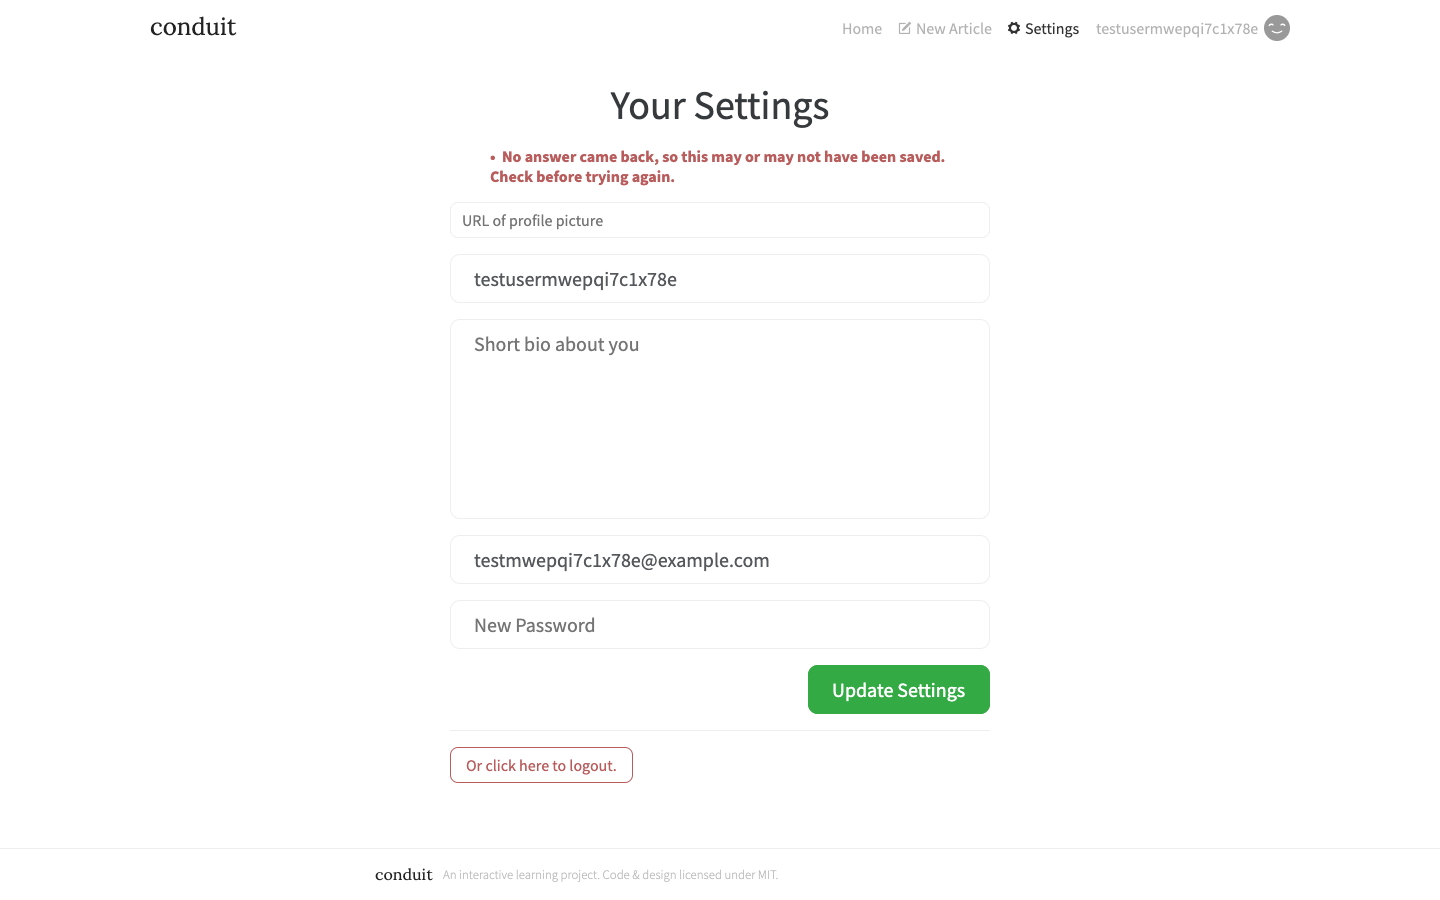 conduit
Home New Article Settings testusermwepqi7c1x78e
Your Settings
• No answer came back, so this may or may not have been saved.
Check before trying again.
URL of profile picture
testusermwepqi7c1x78e
Short bio about you
testmwepqi7c1x78e@example.com
New Password
Update Settings
Or click here to logout.
conduit An interactive learning project. Code & design licensed under MIT.